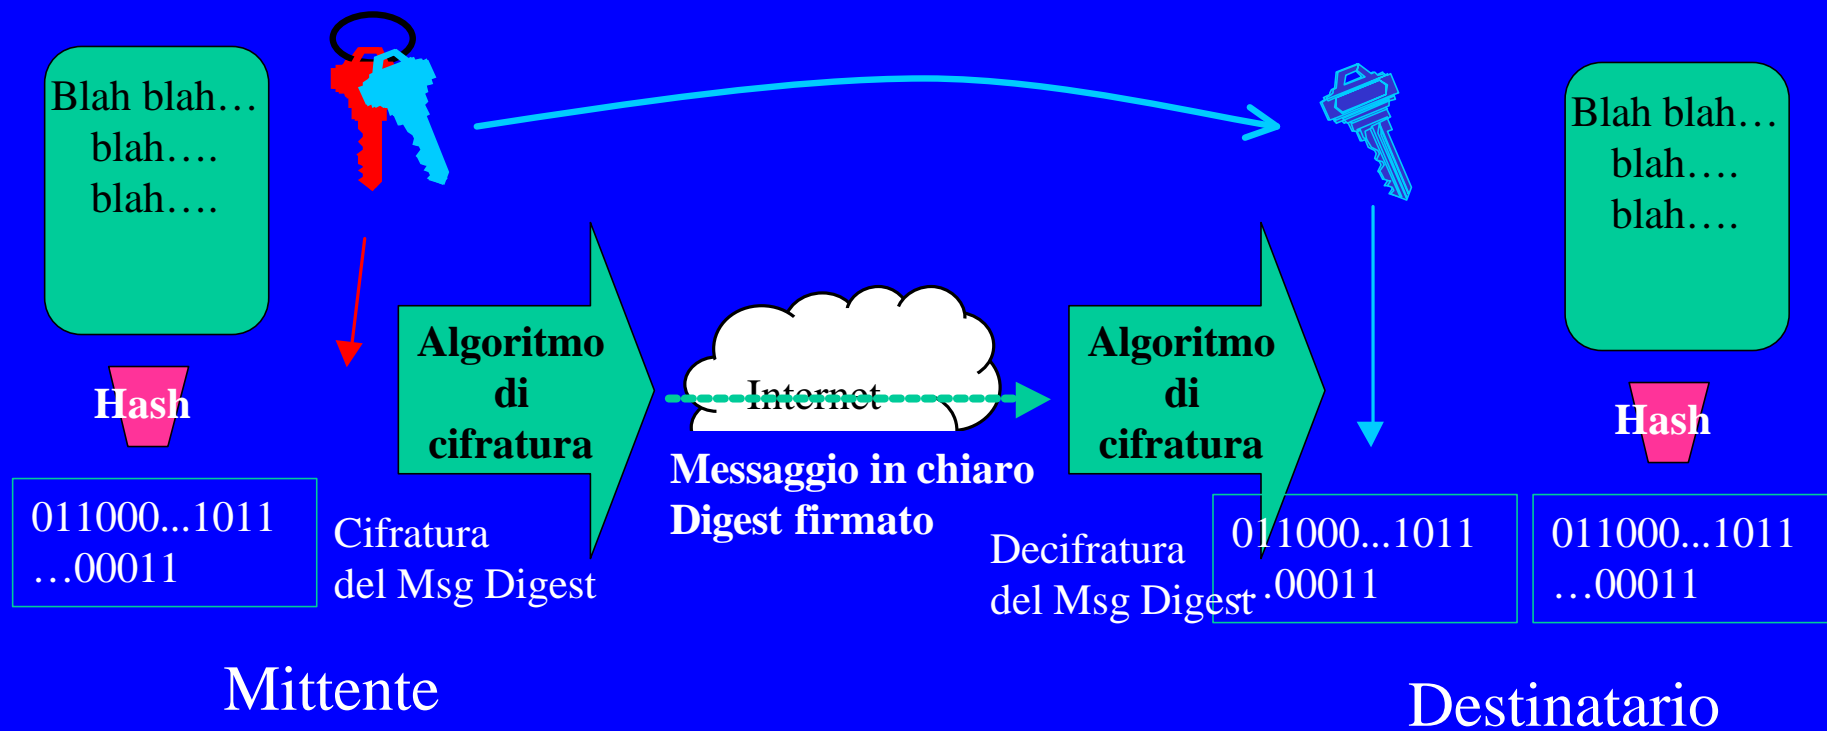 Blah blah…
blah….
blah….
Hash
011000...1011
…00011
Cifratura
del Msg Digest
Mittente
Algoritmo
di
cifratura
Internet
Messaggio in chiaro
Digest firmato
Algoritmo
di
cifratura
Decifratura
del Msg Digest
011000...1011
…00011
Blah blah…
blah….
blah….
Hash
011000...1011
…00011
Destinatario